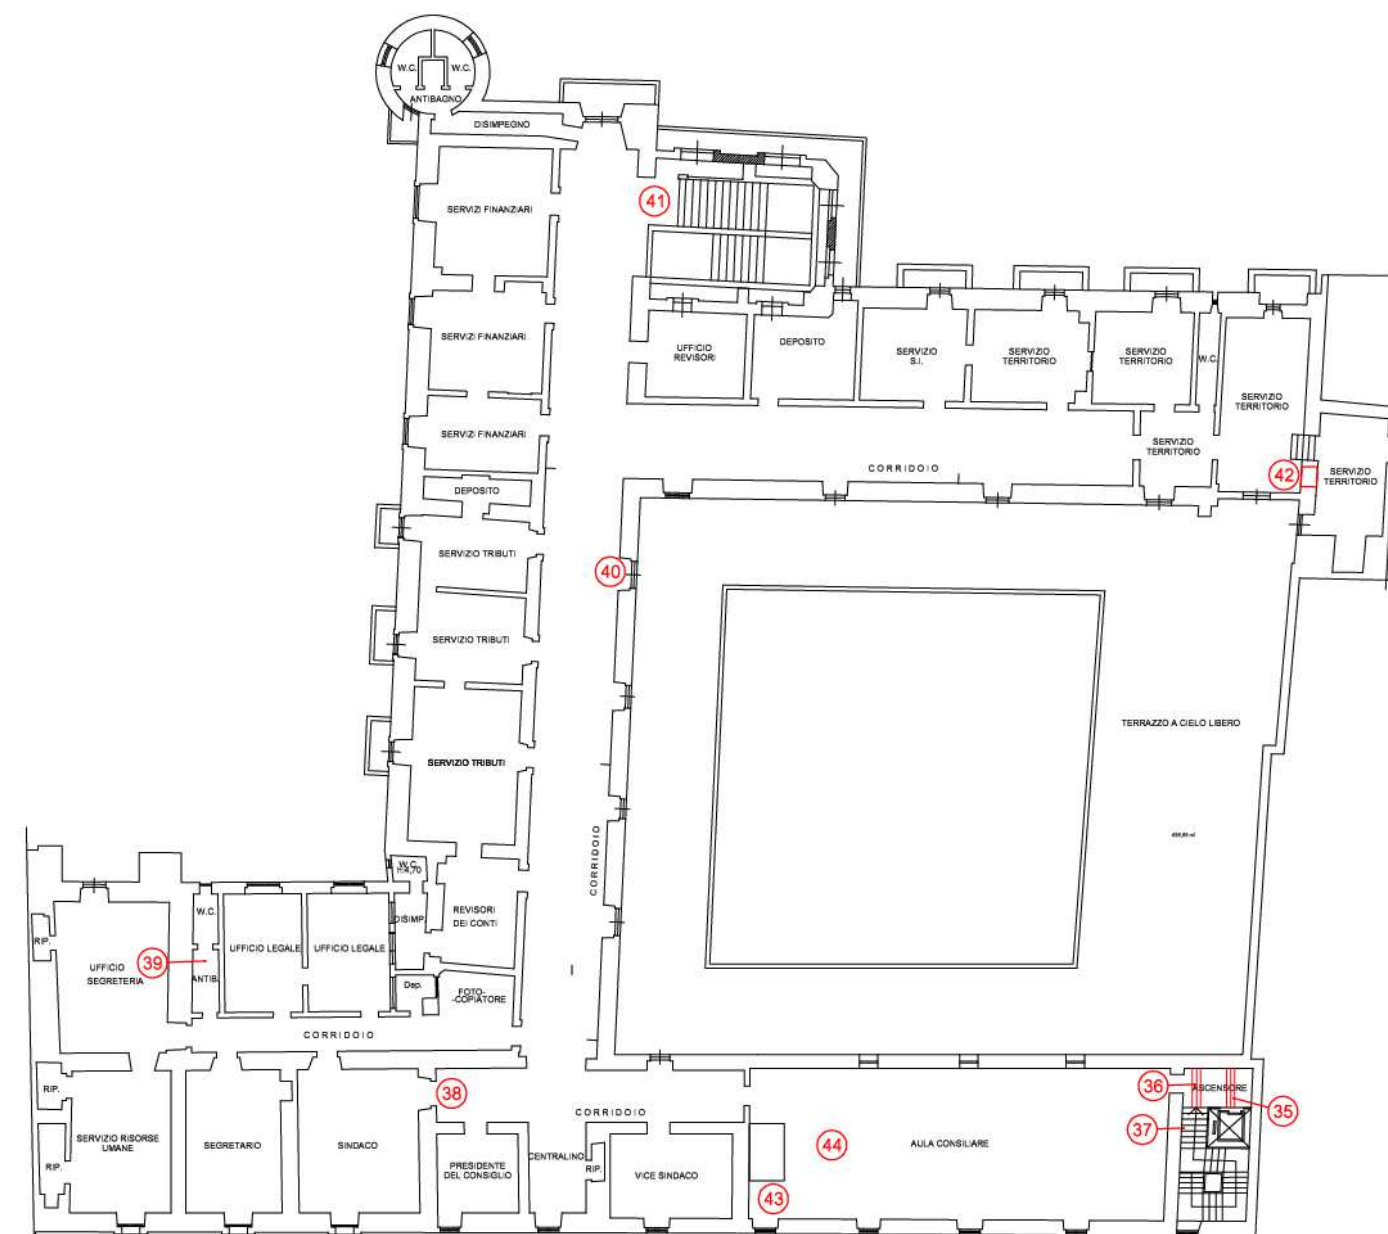 W.C.
W.C.
ANTIBAGNO
DISIMPEGNO
SERVIZI FINANZIARI
41
SERVIZI FINANZIARI
UFFICIO
REVISORI
DEPOSITO
SERVIZIO
S.I.
SERVIZIO
TERRITORIO
SERVIZIO
TERRITORIO
W.C.
SERVIZIO
TERRITORIO
SERVIZI FINANZIARI
SERVIZIO
TERRITORIO
CORRIDOIO
42
SERVIZIO
TERRITORIO
DEPOSITO
SERVIZIO TRIBUTI
40
SERVIZIO TRIBUTI
TERRAZZO A CIELO LIBERO
SERVIZIO TRIBUTI
CORRIDOIO
W.C.
H:4,70
W.C.
DISIMP.
REVISORI
DEI CONTI
RIP.
UFFICIO
SEGRETERIA
39
ANTIB.
UFFICIO LEGALE
UFFICIO LEGALE
Dep.
FOTO-
-COPIATORE
CORRIDOIO
RIP.
38
CORRIDOIO
36
ASCENSORE
35
37
SERVIZIO RISORSE
UMANE
SEGRETARIO
SINDACO
44
AULA CONSILIARE
RIP.
PRESIDENTE
DEL CONSIGLIO
CENTRALINO
RIP.
VICE SINDACO
43